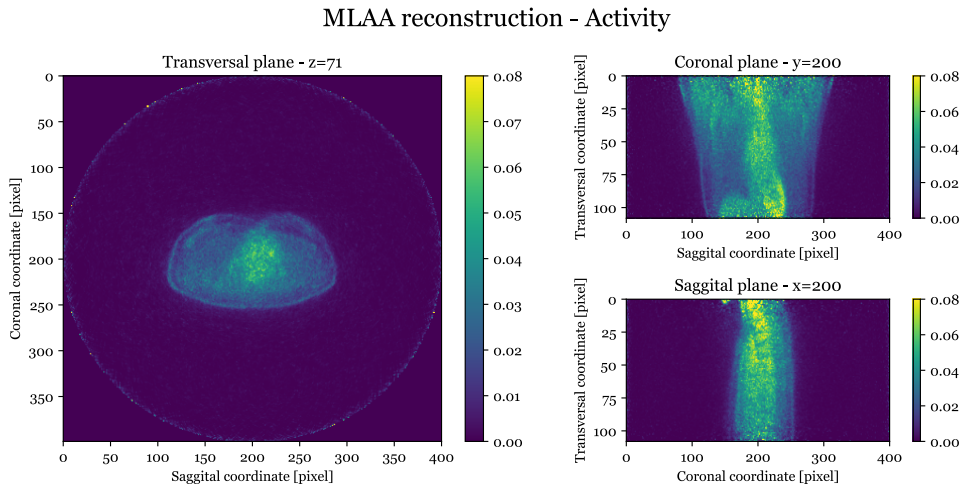 MLAA reconstruction - Activity
Transversal plane - z=71
0
50
100
150
200
250
300
350
Coronal coordinate [pixel]
0 50 100 150 200 250 300 350 400
Saggital coordinate [pixel]
0.08
0.07
0.06
0.05
0.04
0.03
0.02
0.01
0.00
Coronal plane - y=200
0
25
50
75
100
Transversal coordinate [pixel]
0 100 200 300 400
Saggital coordinate [pixel]
0.08
0.06
0.04
0.02
0.00
Saggital plane - x=200
0
25
50
75
100
Transversal coordinate [pixel]
0 100 200 300 400
Coronal coordinate [pixel]
0.08
0.06
0.04
0.02
0.00